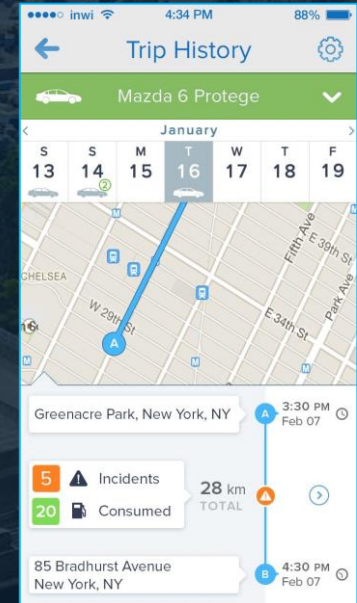 inwi 4:34 PM 88%
Trip History
Mazda 6 Protege
January
S S M T W T F
13 14 15 16 17 18 19
2
E 39th St
Fifth Ave
Park Ave
CHELSEA
W 29th St
E 34th St
A
Greenacre Park, New York, NY A 3:30 PM
Feb 07
5 Incidents
28 km
20 Consumed
TOTAL
85 Bradhurst Avenue
New York, NY
B 4:30 PM
Feb 07